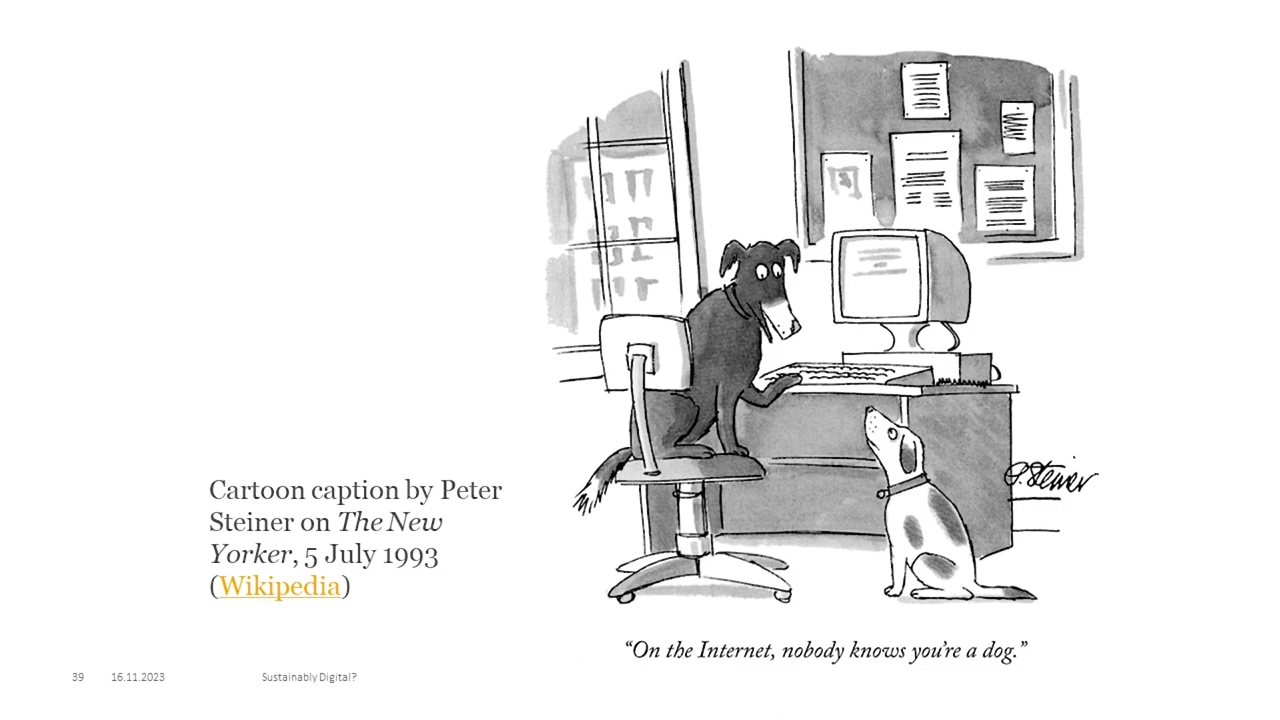 Cartoon caption by Peter
Steiner on The New
Yorker, 5 July 1993
(Wikipedia)
P. Steiner
“On the Internet, nobody knows you’re a dog.”
39 16.11.2023 Sustainably Digital?